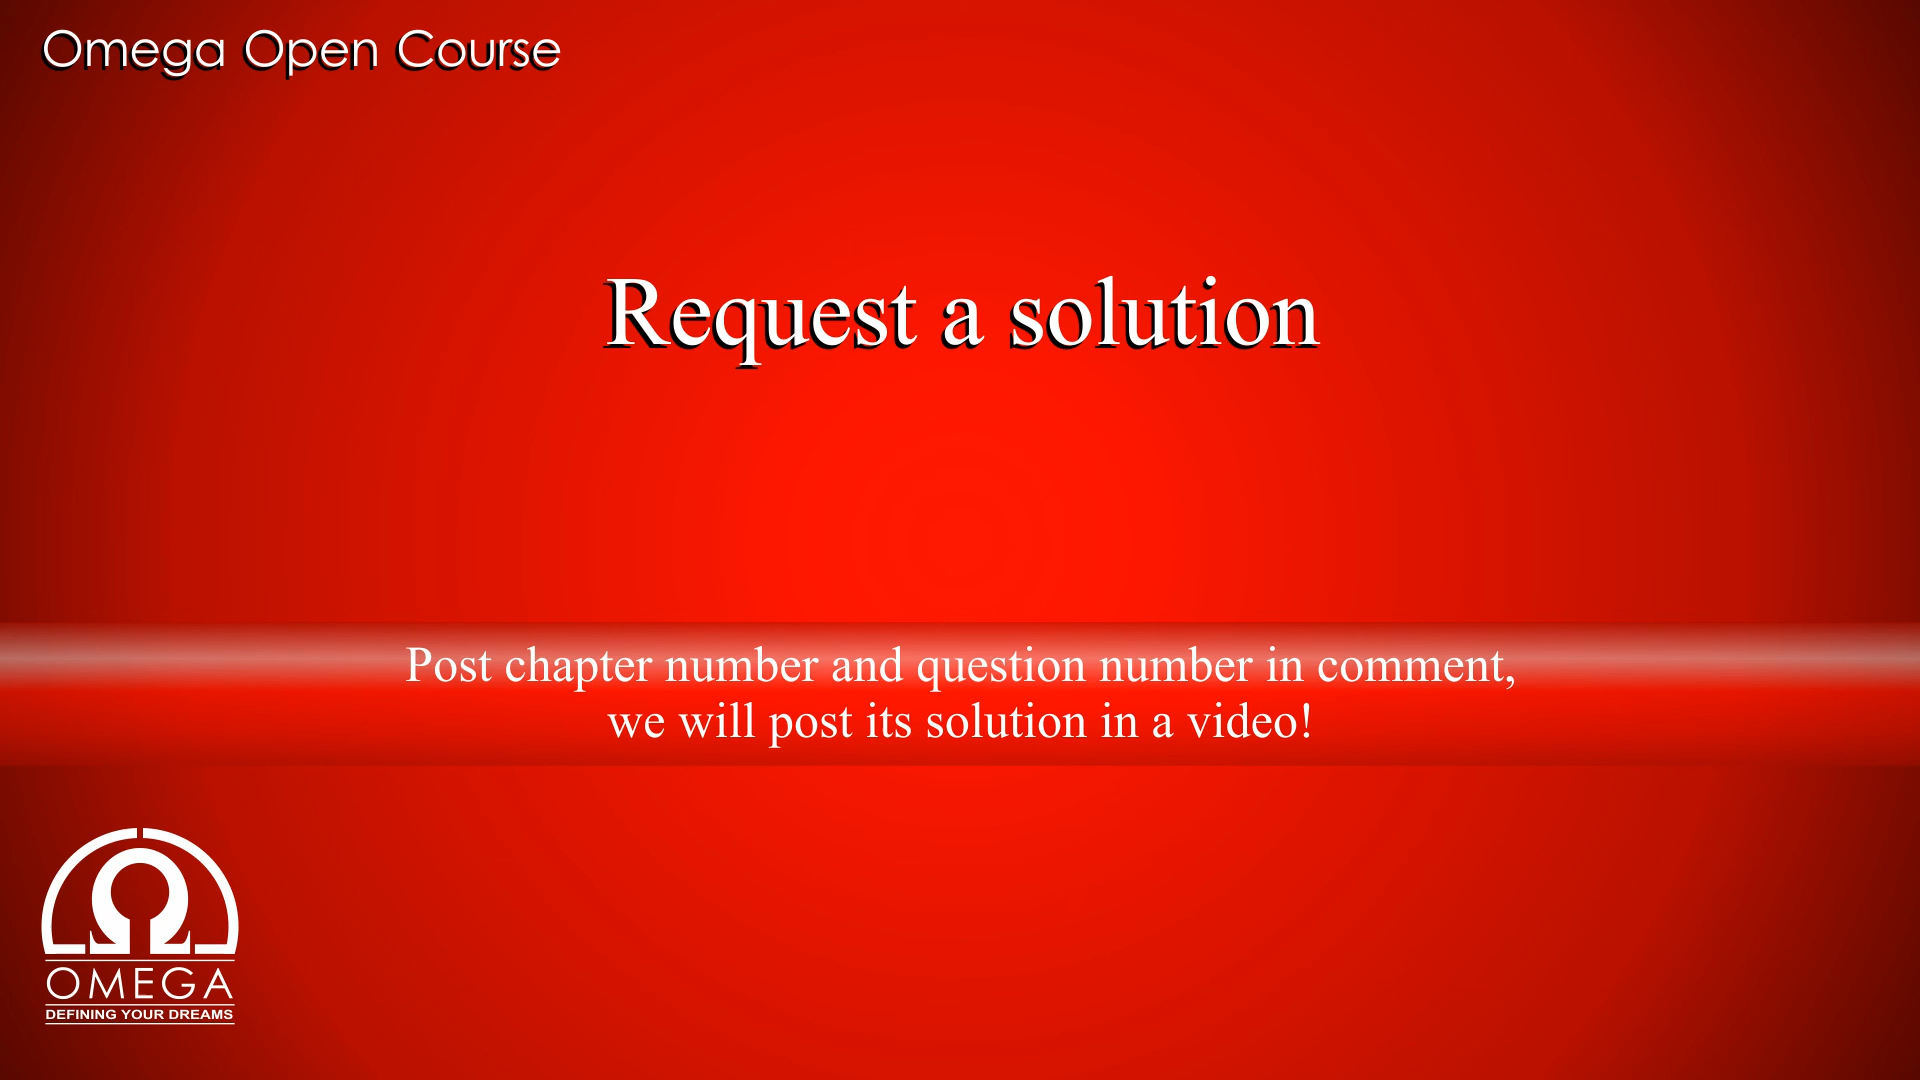 Omega Open Course
Request a solution
Post chapter number and question number in comment,
we will post its solution in a video!
OMEGA
DEFINING YOUR DREAMS